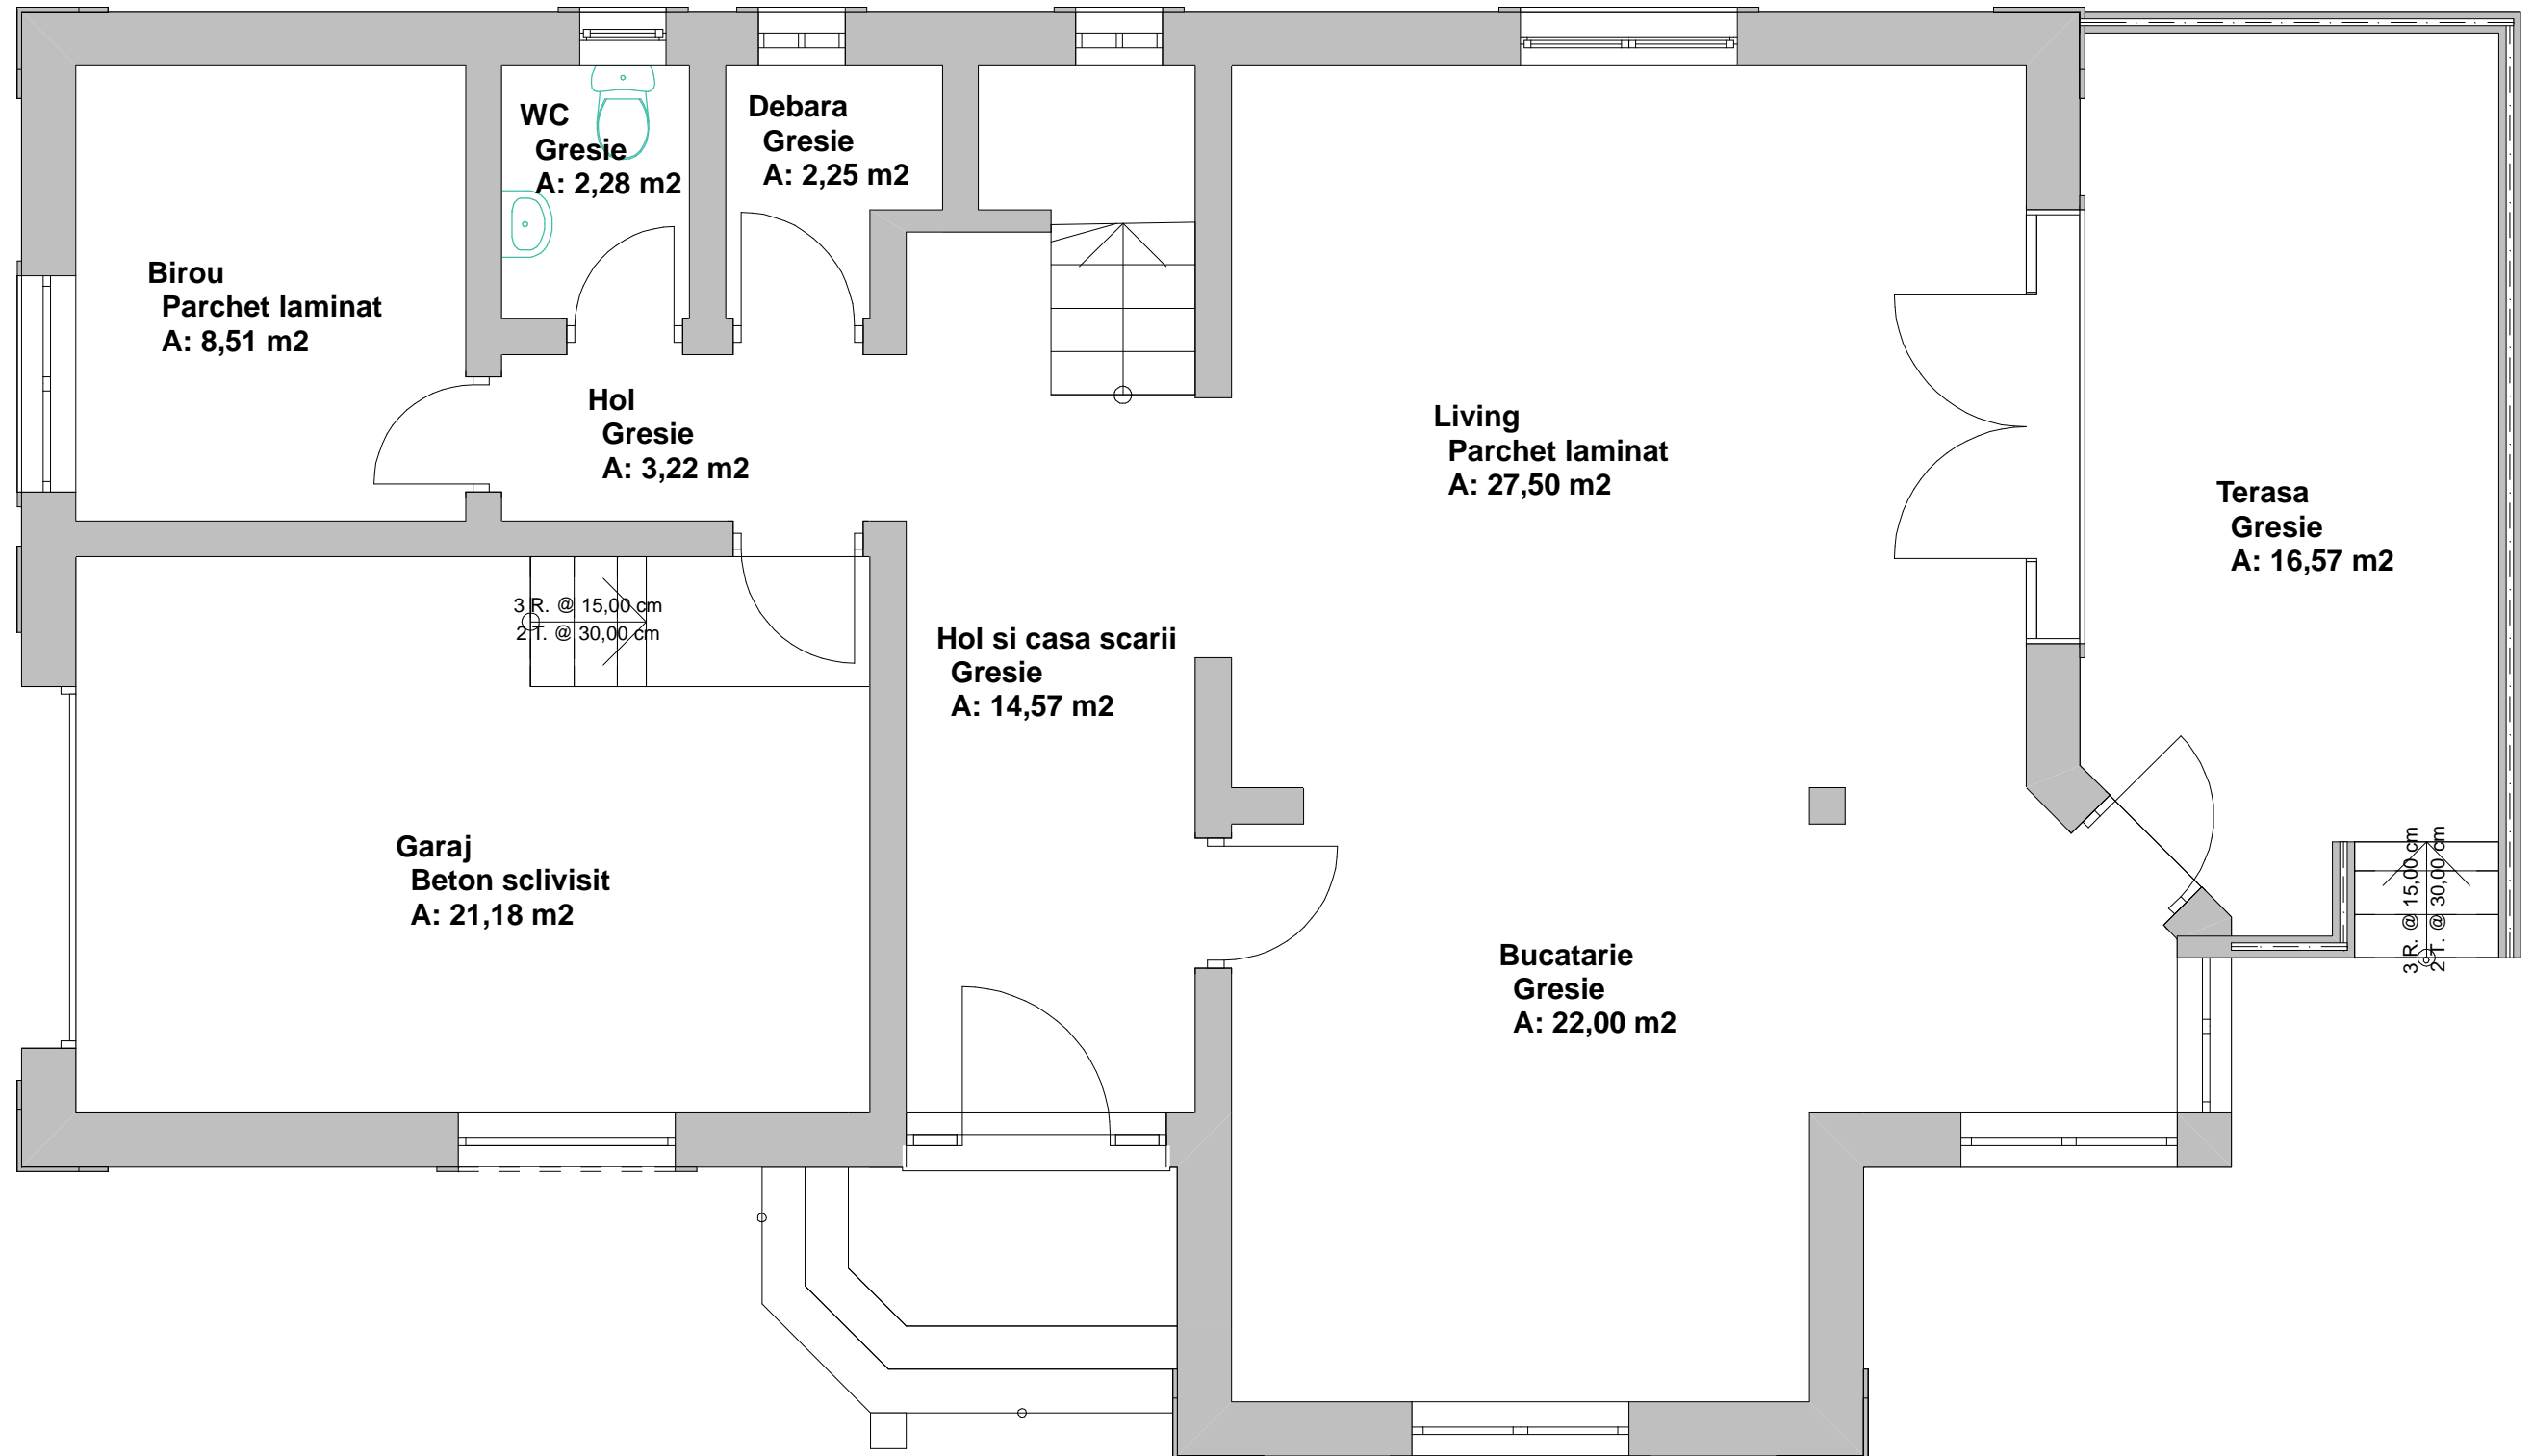 WC
Gresie
A: 2,28 m2
Debara
Gresie
A: 2,25 m2
Birou
Parchet laminat
A: 8,51 m2
Hol
Gresie
A: 3,22 m2
Living
Parchet laminat
A: 27,50 m2
Terasa
Gresie
A: 16,57 m2
3 R. @ 15,00 cm
2 T. @ 30,00 cm
Hol si casa scarii
Gresie
A: 14,57 m2
Garaj
Beton sclivisit
A: 21,18 m2
Bucatarie
Gresie
A: 22,00 m2
3 R. @ 15,00 cm
2 T. @ 30,00 cm